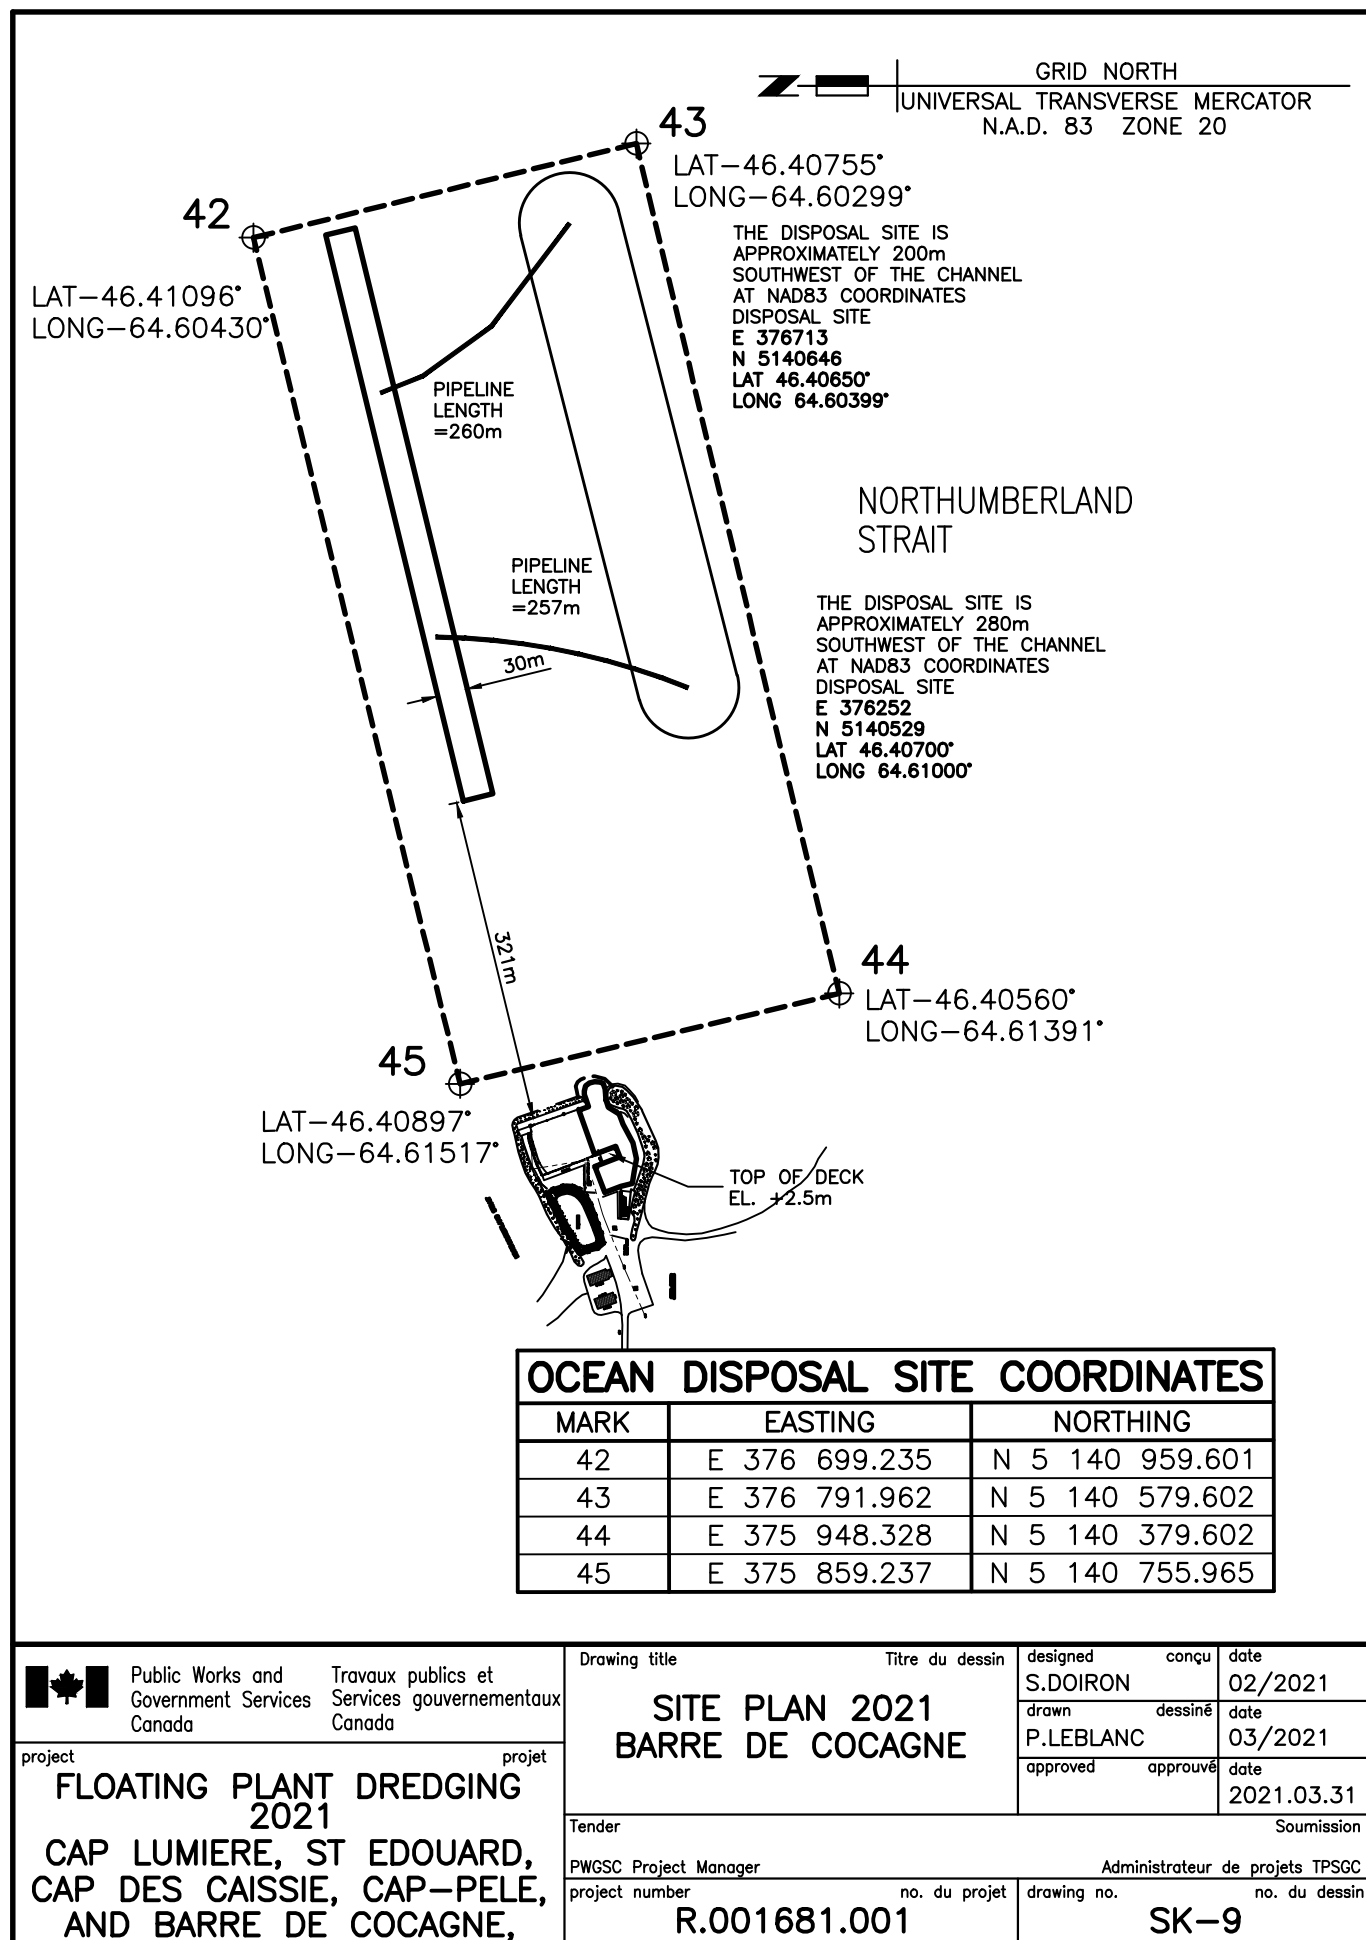 GRID NORTH
UNIVERSAL TRANSVERSE MERCATOR
N.A.D. 83 ZONE 20
43
LAT-46.40755°
LONG-64.60299°
42
LAT-46.41096°
LONG-64.60430°
THE DISPOSAL SITE IS
APPROXIMATELY 200m
SOUTHWEST OF THE CHANNEL
AT NAD83 COORDINATES
DISPOSAL SITE
E 376713
N 5140646
LAT 46.40650°
LONG 64.60399°
PIPELINE
LENGTH
=260m
NORTHUMBERLAND
STRAIT
PIPELINE
LENGTH
=257m
30m
THE DISPOSAL SITE IS
APPROXIMATELY 280m
SOUTHWEST OF THE CHANNEL
AT NAD83 COORDINATES
DISPOSAL SITE
E 376252
N 5140529
LAT 46.40700°
LONG 64.61000°
321m
44
LAT-46.40560°
LONG-64.61391°
45
LAT-46.40897°
LONG-64.61517°
TOP OF DECK
EL. +2.5m
OCEAN DISPOSAL SITE COORDINATES
MARK EASTING NORTHING
42 E 376 699.235 N 5 140 959.601
43 E 376 791.962 N 5 140 579.602
44 E 375 948.328 N 5 140 379.602
45 E 375 859.237 N 5 140 755.965
Public Works and
Government Services
Canada
Travaux publics et
Services gouvernementaux
Canada
project projet
FLOATING PLANT DREDGING
2021
CAP LUMIERE, ST EDOUARD,
CAP DES CAISSIE, CAP-PELE,
AND BARRE DE COCAGNE,
Drawing title Titre du dessin
SITE PLAN 2021
BARRE DE COCAGNE
designed conçu date
S.DOIRON 02/2021
drawn dessiné date
P.LEBLANC 03/2021
approved approuvé date
2021.03.31
Tender Soumission
PWGSC Project Manager Administrateur de projets TPSGC
project number no. du projet
R.001681.001
drawing no. no. du dessin
SK-9